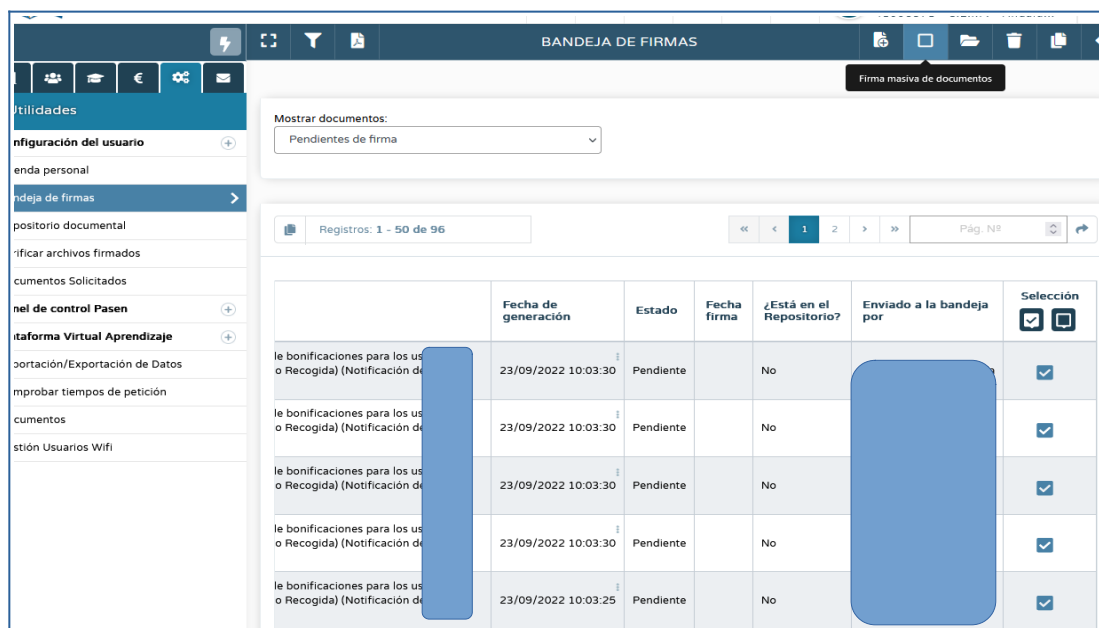 BANDEJA DE FIRMAS
Firma masiva de documentos
€
Utilidades
nfiguración del usuario
enda personal
ndeja de firmas
positorio documental
rificar archivos firmados
cumentos Solicitados
nel de control Pasen
ataforma Virtual Aprendizaje
portación/Exportación de Datos
mprobar tiempos de petición
cumentos
stión Usuarios Wifi
Mostrar documentos:
Pendientes de firma
Registros: 1 - 50 de 96
« < 1 2 > » Pág. Nº
Fecha de generación Estado Fecha firma ¿Está en el Repositorio? Enviado a la bandeja por Selección
de bonificaciones para los us
o Recogida) (Notificación de 23/09/2022 10:03:30 Pendiente No
de bonificaciones para los us
o Recogida) (Notificación de 23/09/2022 10:03:30 Pendiente No
de bonificaciones para los us
o Recogida) (Notificación de 23/09/2022 10:03:30 Pendiente No
de bonificaciones para los us
o Recogida) (Notificación de 23/09/2022 10:03:30 Pendiente No
de bonificaciones para los us
o Recogida) (Notificación de 23/09/2022 10:03:25 Pendiente No